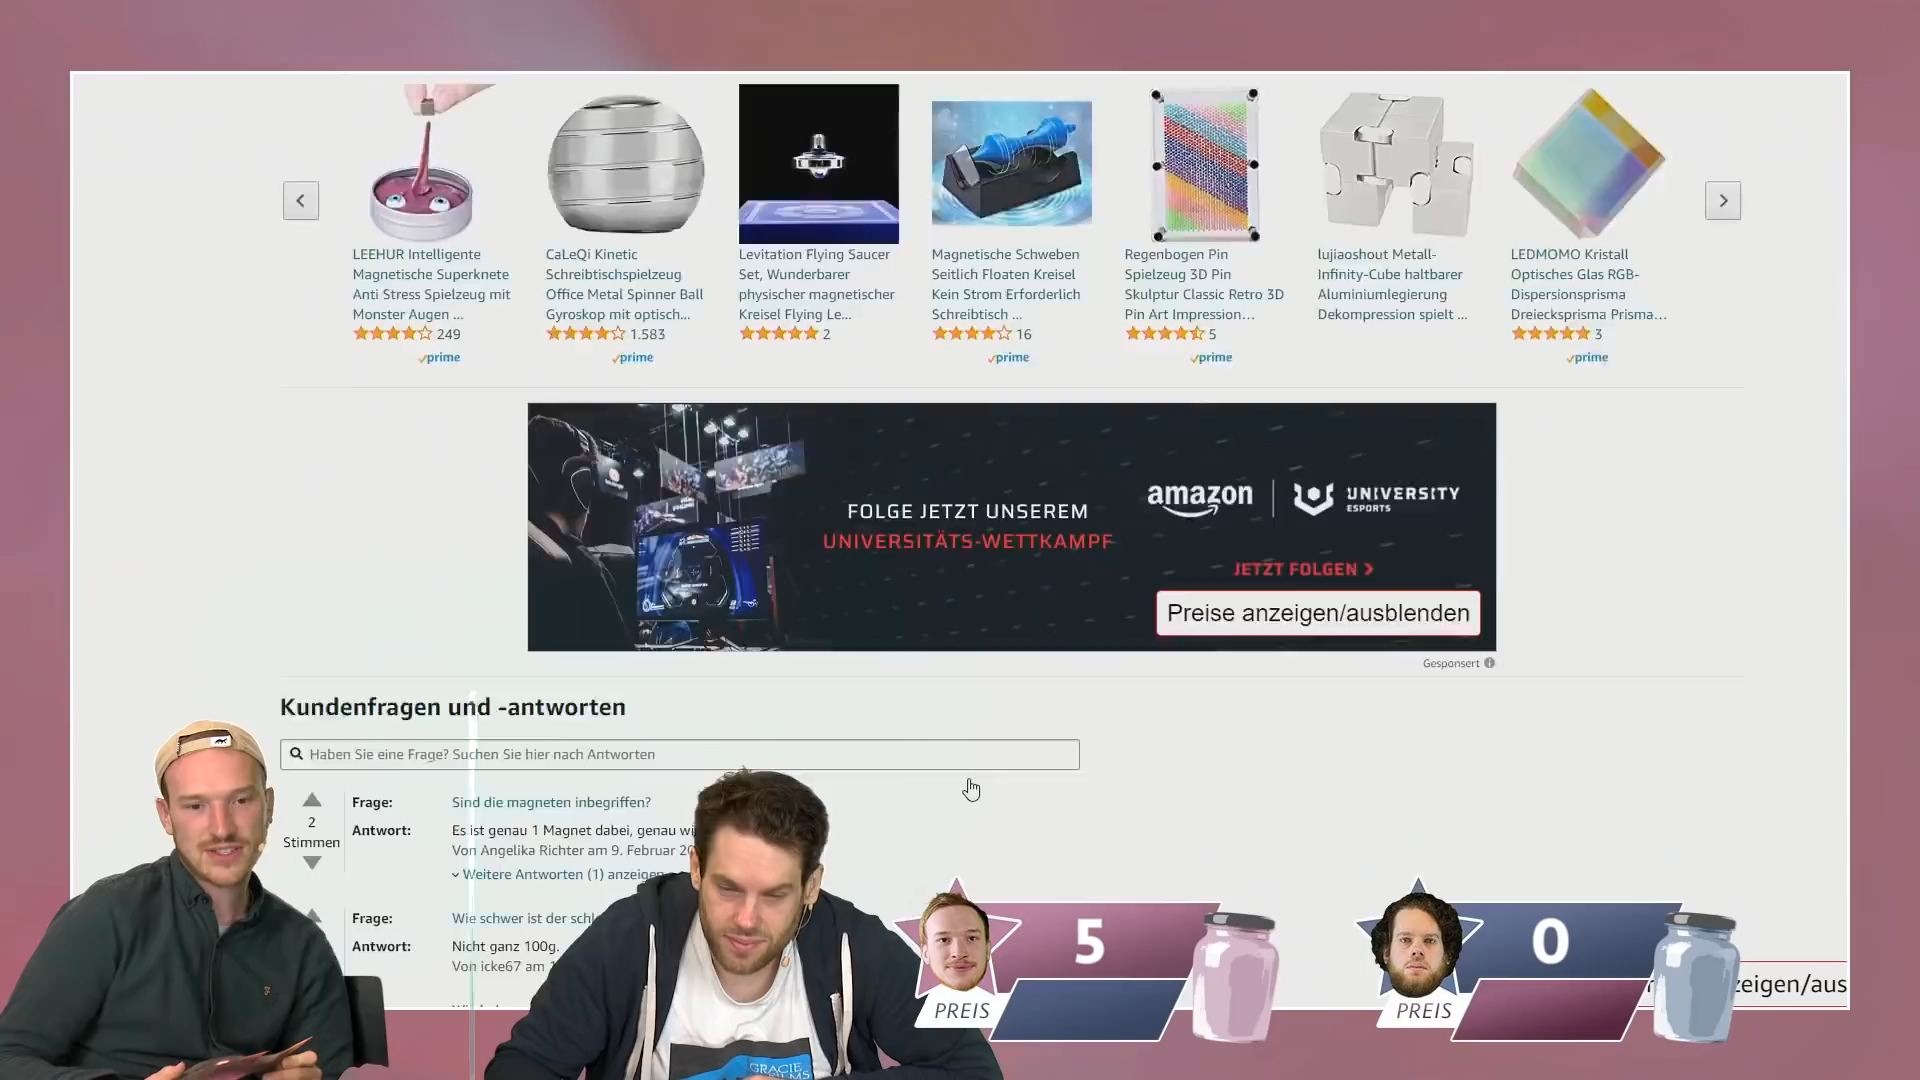 LEEHUR Intelligente
Magnetische Superknete
Anti Stress Spielzeug mit
Monster Augen ...
249
prime
CaLeQi Kinetic
Schreibtischspielzeug
Office Metal Spinner Ball
Gyroskop mit optisch...
1.583
prime
Levitation Flying Saucer
Set, Wunderbarer
physischer magnetischer
Kreisel Flying Le...
2
Magnetische Schweben
Seitlich Floaten Kreisel
Kein Strom Erforderlich
Schreibtisch ...
16
prime
Regenbogen Pin
Spielzeug 3D Pin
Skulptur Classic Retro 3D
Pin Art Impression...
5
prime
lujiaoshout Metall-
Infinity-Cube haltbarer
Aluminiumlegierung
Dekompression spielt ...
LEDMOMO Kristall
Optisches Glas RGB-
Dispersionsprisma
Dreiecksprisma Prisma...
3
prime
FOLGE JETZT UNSEREM
UNIVERSITÄTS-WETTKAMPF
amazon
UNIVERSITY
ESPORTS
JETZT FOLGEN
Preise anzeigen/ausblenden
Gesponsert
Kundenfragen und -antworten
Haben Sie eine Frage? Suchen Sie hier nach Antworten
2
Stimmen
Frage: Sind die magneten inbegriffen?
Antwort: Es ist genau 1 Magnet dabei, genau
Von Angelika Richter am 9. Februar
Weitere Antworten (1) anzeigen
Frage: Wie schwer ist der
Antwort: Nicht ganz 100g.
Von icke67 am
5
PREIS
0
PREIS
zeigen/aus
GRACIE
FILMS